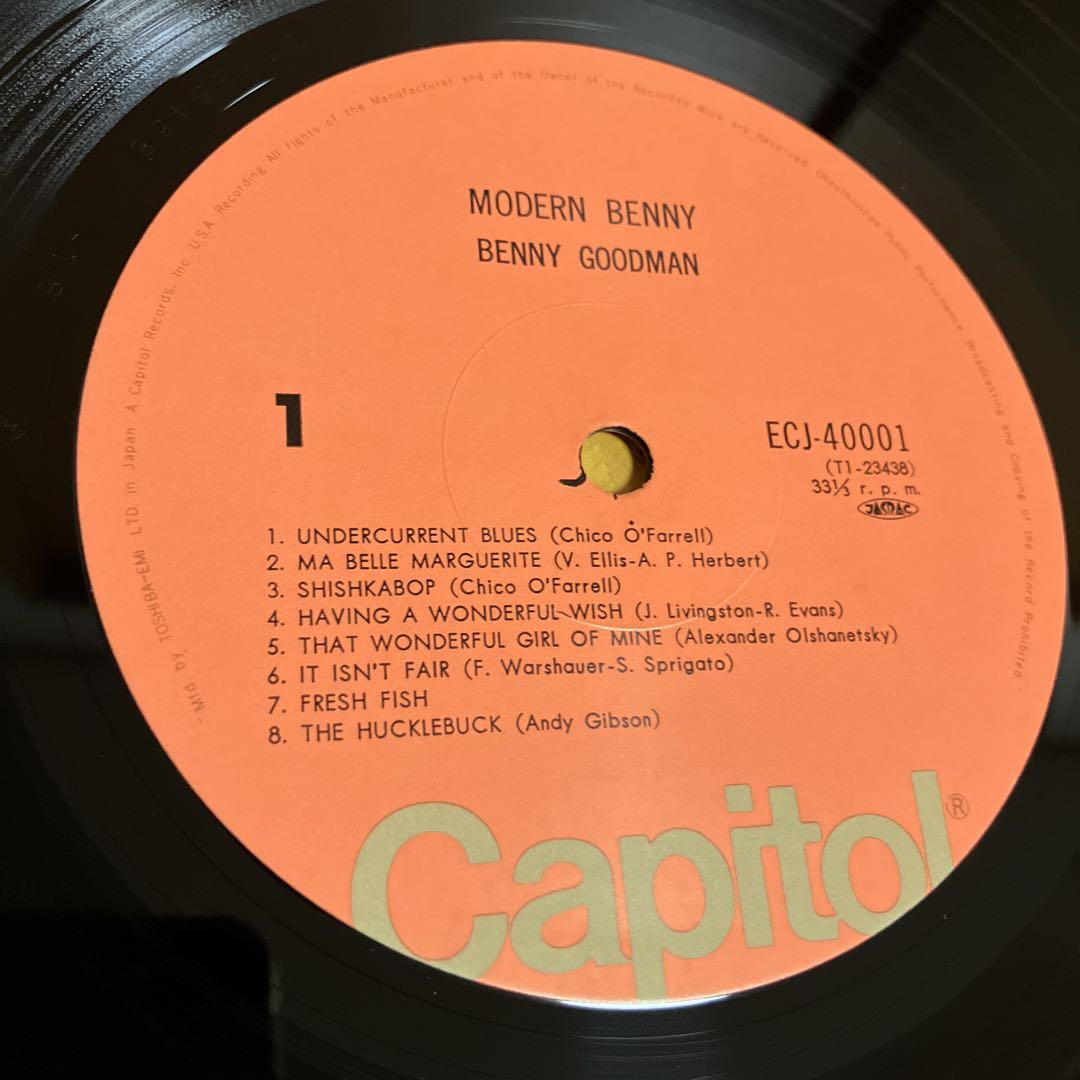 "Mfd. by TOSHIBA-EMI LTD in Japan A Capitol Records, Inc. U.S.A. Recording All rights of the Manufacturer and of the Owner of the Recorded Work are Reserved Unauthorized Public Performance Broadcasting and Copying of the Record Prohibited."
MODERN BENNY
BENNY GOODMAN
1
ECJ-40001
(T1-23438)
33⅓ r. p. m.
JASRAC
1. UNDERCURRENT BLUES (Chico O'Farrell)
2. MA BELLE MARGUERITE (V. Ellis-A. P. Herbert)
3. SHISHKABOP (Chico O'Farrell)
4. HAVING A WONDERFUL WISH (J. Livingston-R. Evans)
5. THAT WONDERFUL GIRL OF MINE (Alexander Olshanetsky)
6. IT ISN'T FAIR (F. Warshauer-S. Sprigato)
7. FRESH FISH
8. THE HUCKLEBUCK (Andy Gibson)
Capitol®